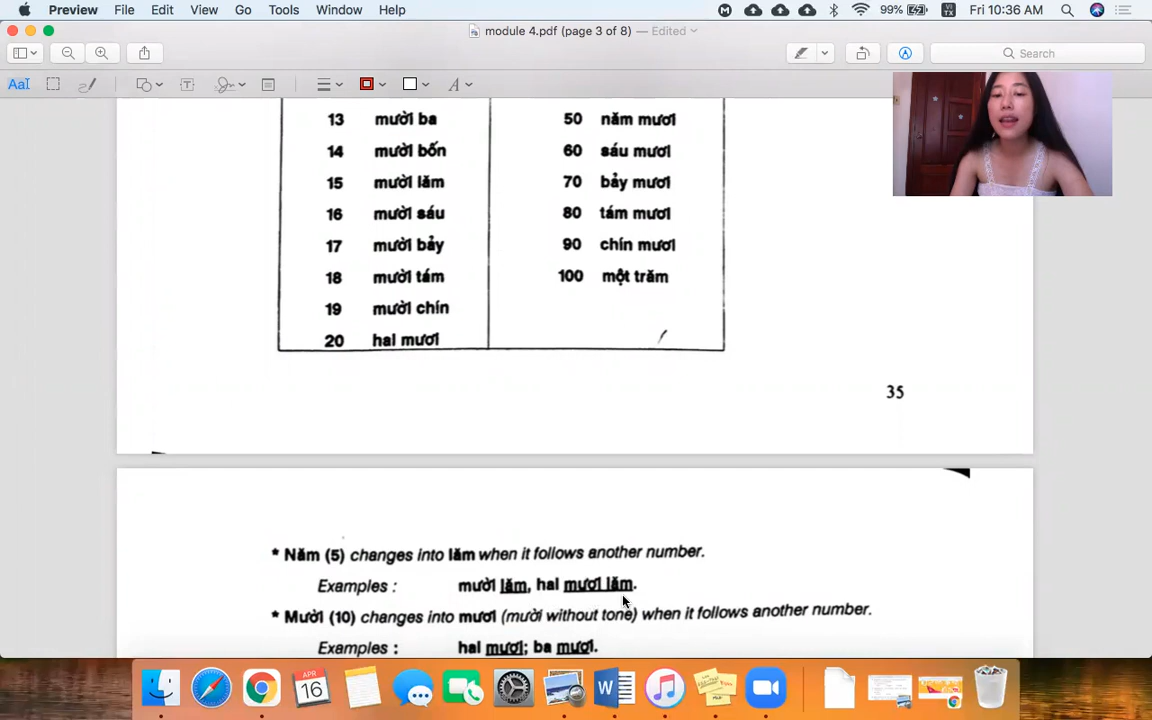 Preview File Edit View Go Tools Window Help 99% VI TX Fri 10:36 AM
module 4.pdf (page 3 of 8) — Edited
Search
AaI T A
13 mười ba 50 năm mươi
14 mười bốn 60 sáu mươi
15 mười lăm 70 bảy mươi
16 mười sáu 80 tám mươi
17 mười bảy 90 chín mươi
18 mười tám 100 một trăm
19 mười chín
20 hai mươi
35
* Năm (5) changes into lăm when it follows another number.
Examples : mười lăm, hai mươi lăm.
* Mười (10) changes into mươi (mười without tone) when it follows another number.
Examples : hai mươi; ba mươi.
APR
16
W